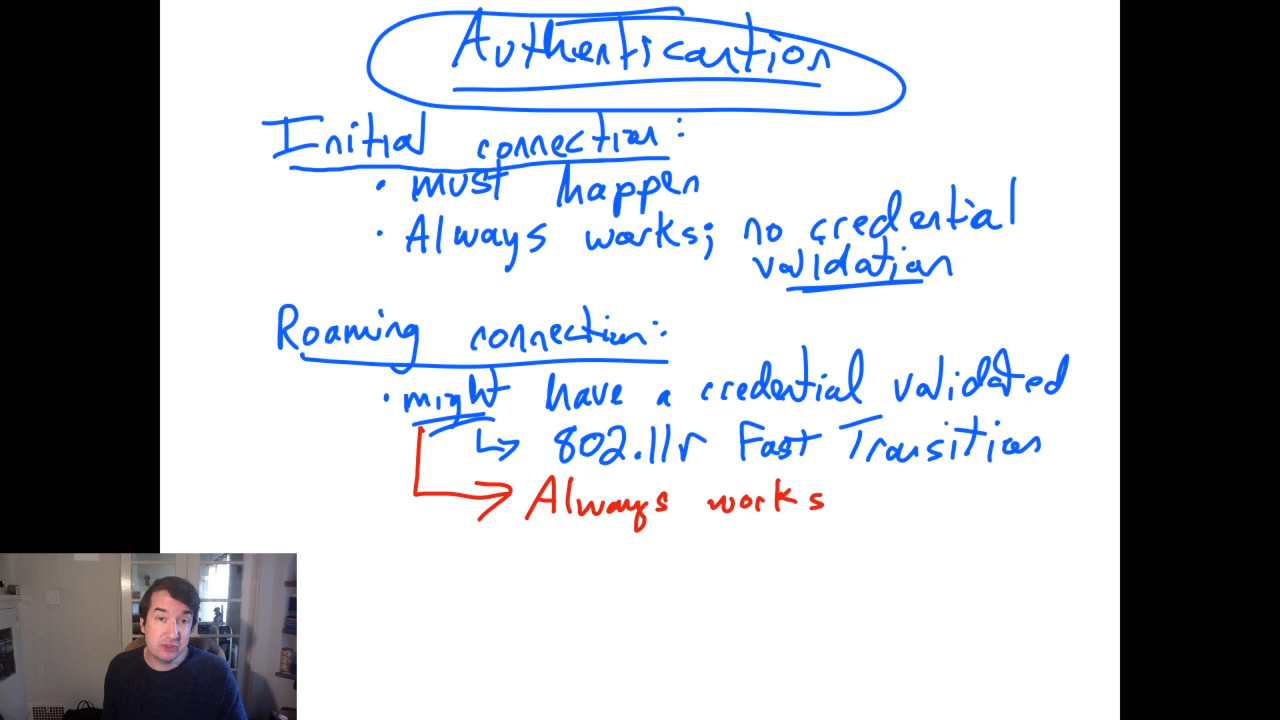 Authentication
Initial connection:
• must happen
• Always works; no credential
validation
Roaming connection:
• might have a credential validated
↳ 802.11r Fast Transition
→ Always works